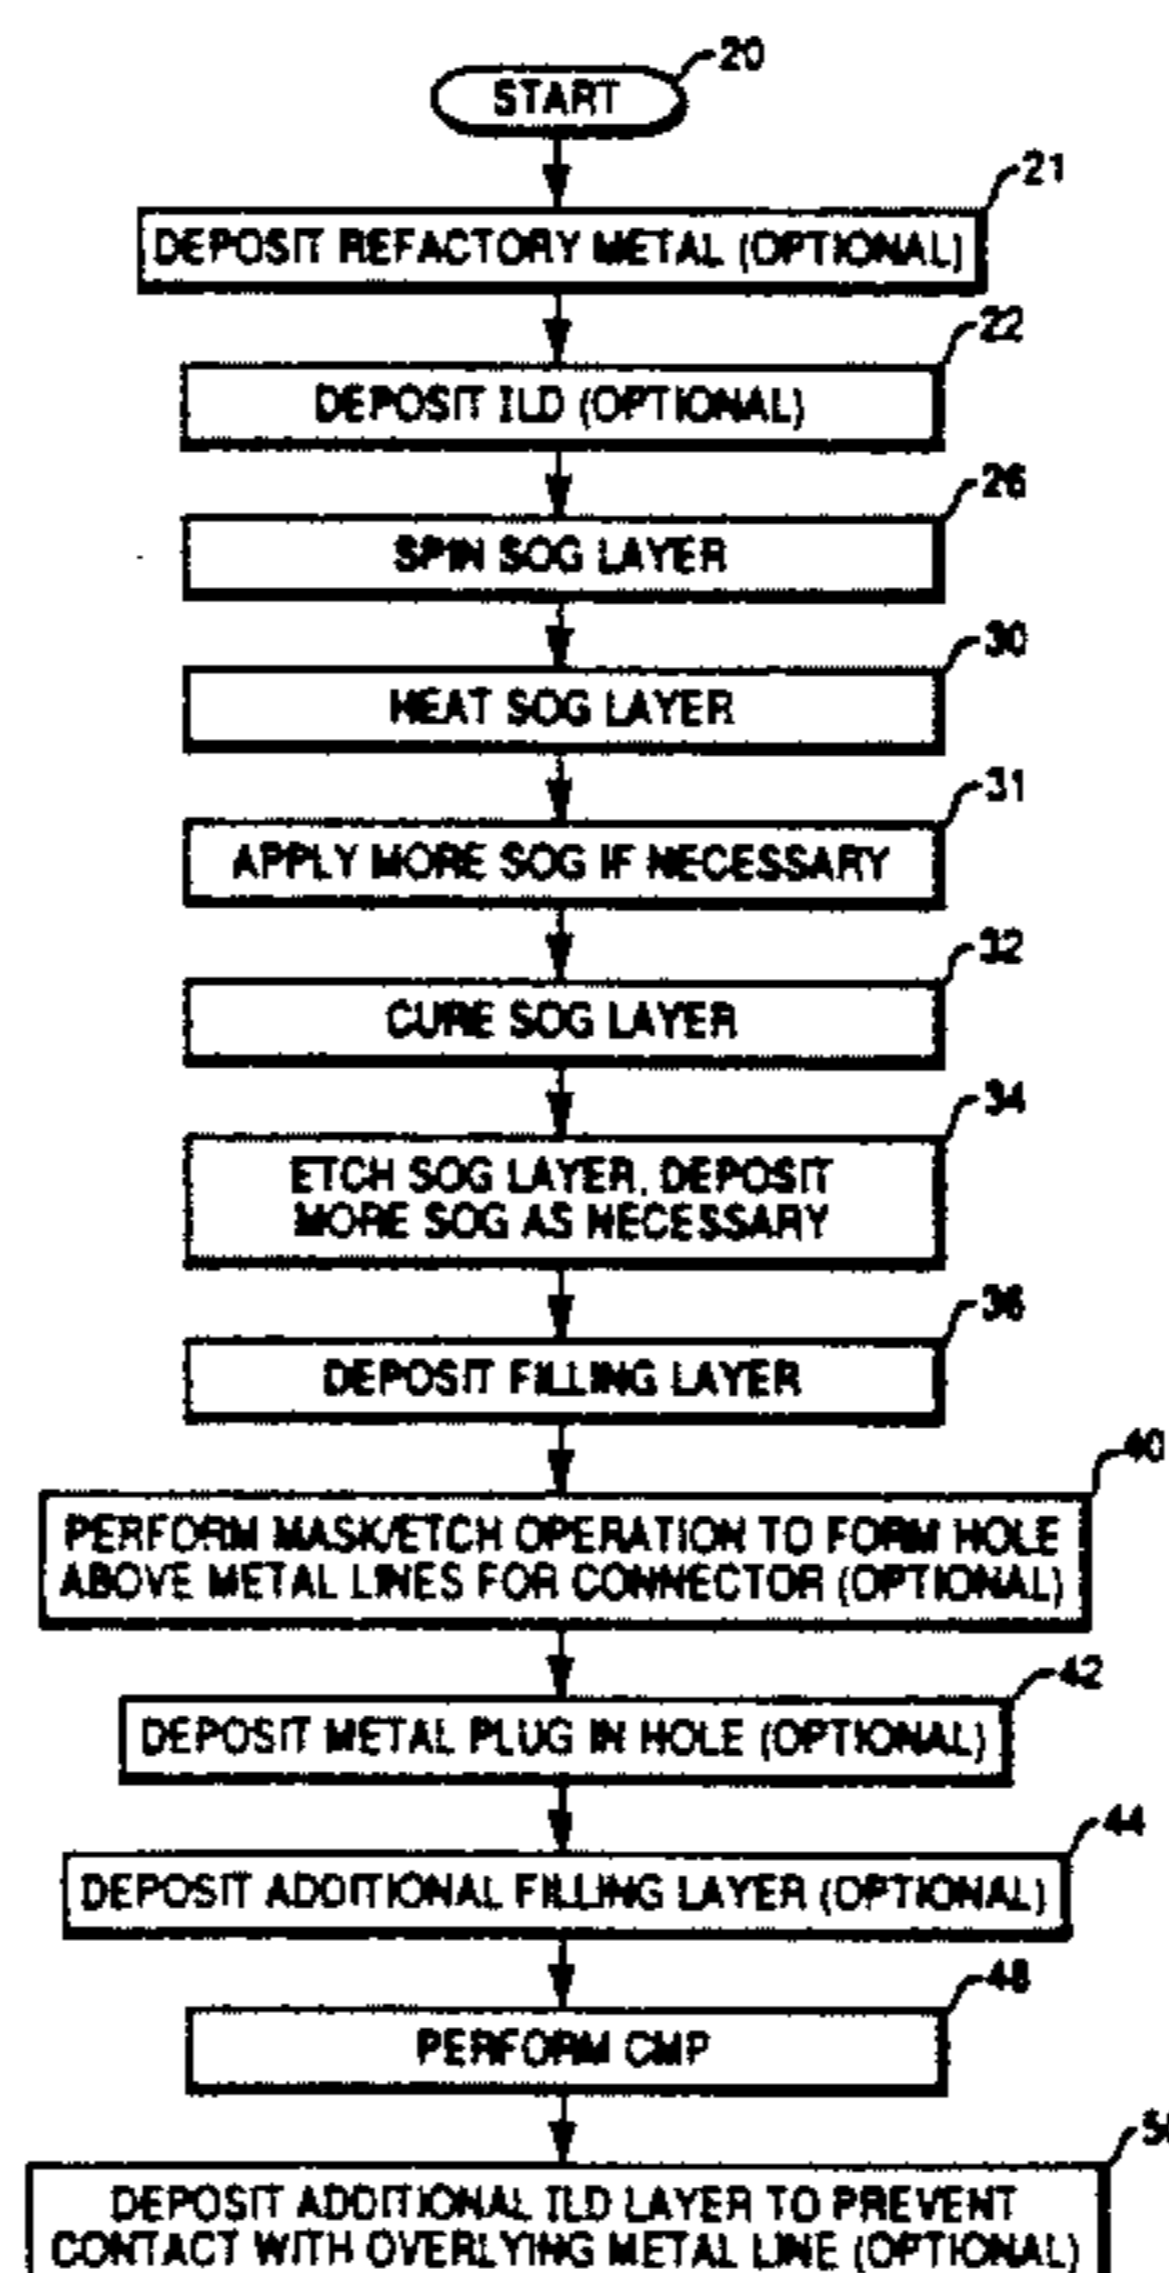 20
START
21
DEPOSIT REFACTORY METAL (OPTIONAL)
22
DEPOSIT ILD (OPTIONAL)
26
SPIN SOG LAYER
30
HEAT SOG LAYER
31
APPLY MORE SOG IF NECESSARY
32
CURE SOG LAYER
34
ETCH SOG LAYER, DEPOSIT
MORE SOG AS NECESSARY
36
DEPOSIT FILLING LAYER
40
PERFORM MASK/ETCH OPERATION TO FORM HOLE
ABOVE METAL LINES FOR CONNECTOR (OPTIONAL)
42
DEPOSIT METAL PLUG IN HOLE (OPTIONAL)
44
DEPOSIT ADDITIONAL FILLING LAYER (OPTIONAL)
48
PERFORM CMP
DEPOSIT ADDITIONAL ILD LAYER TO PREVENT
CONTACT WITH OVERLYING METAL LINE (OPTIONAL)